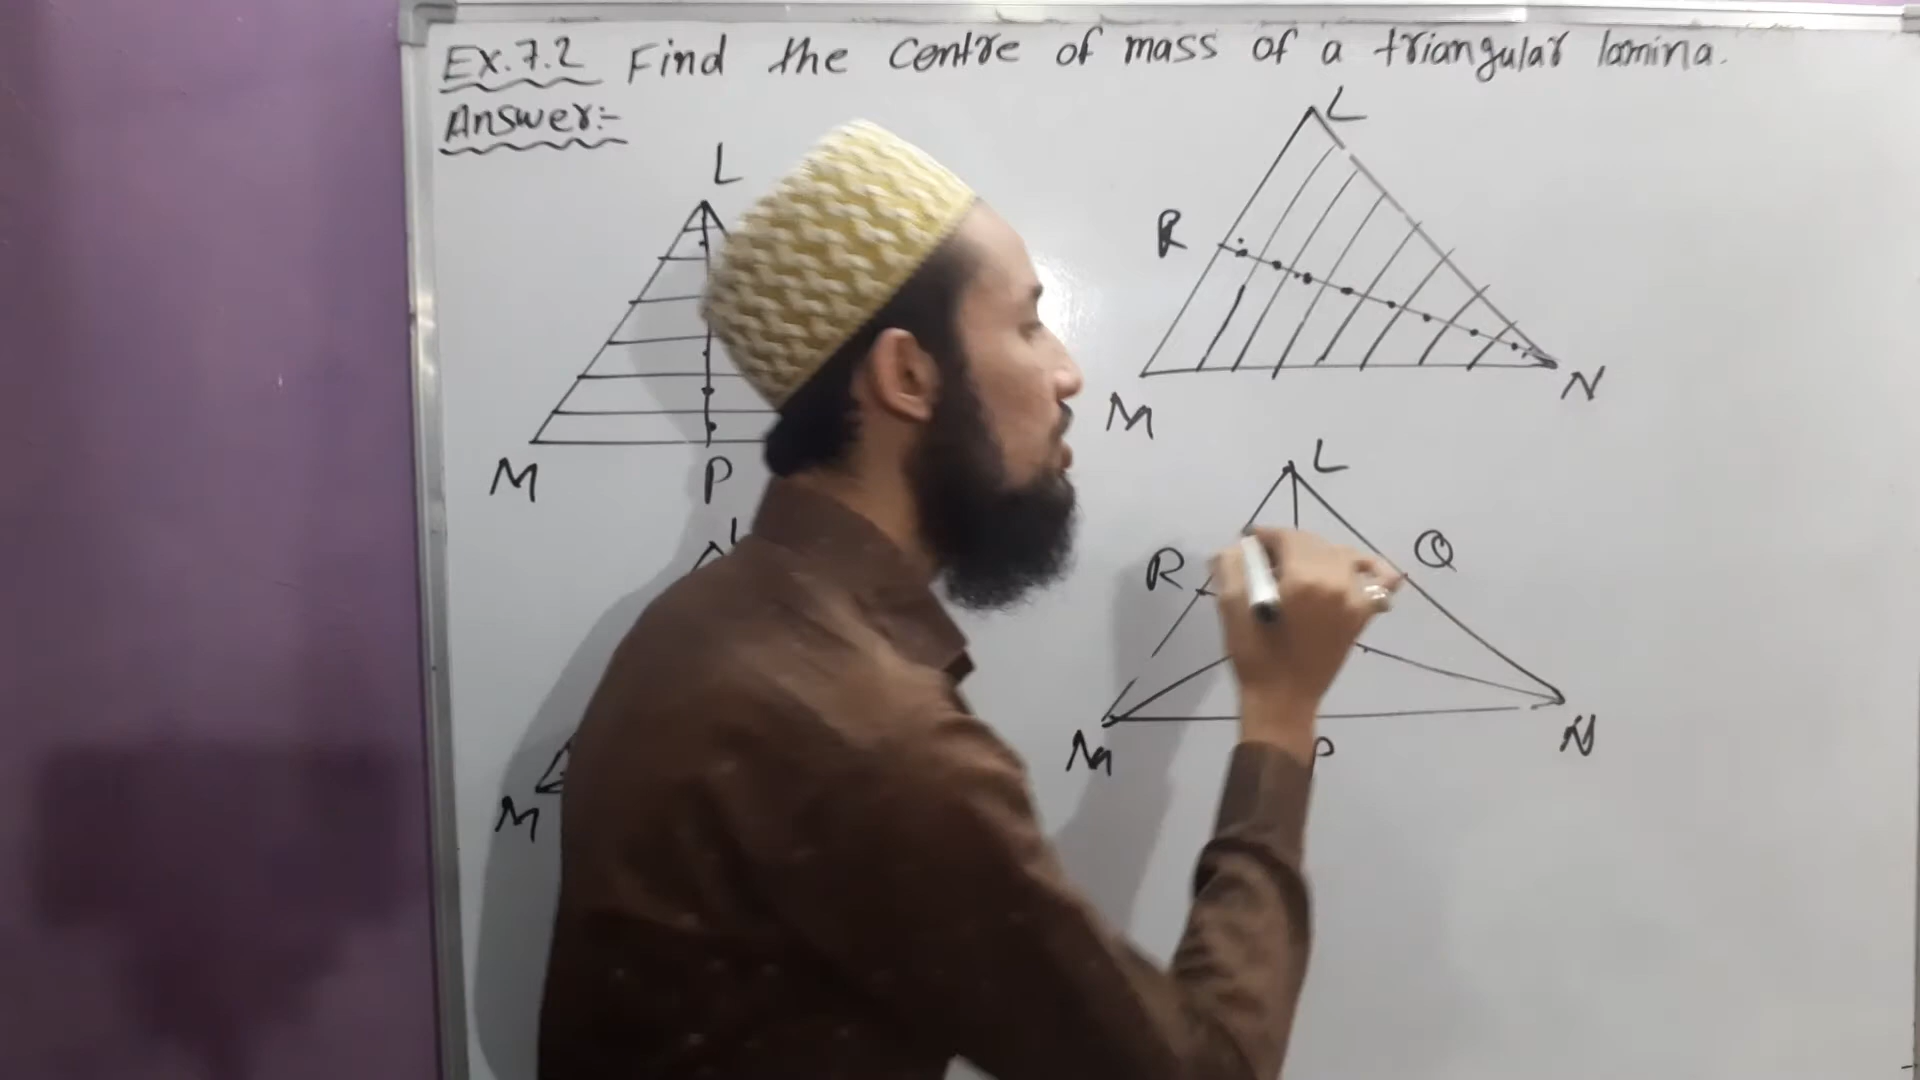 Ex.7.2 Find the centre of mass of a triangular lamina.
Answer:-
L
M
P
L
R
M
N
M
L
R
Q
M
P
N